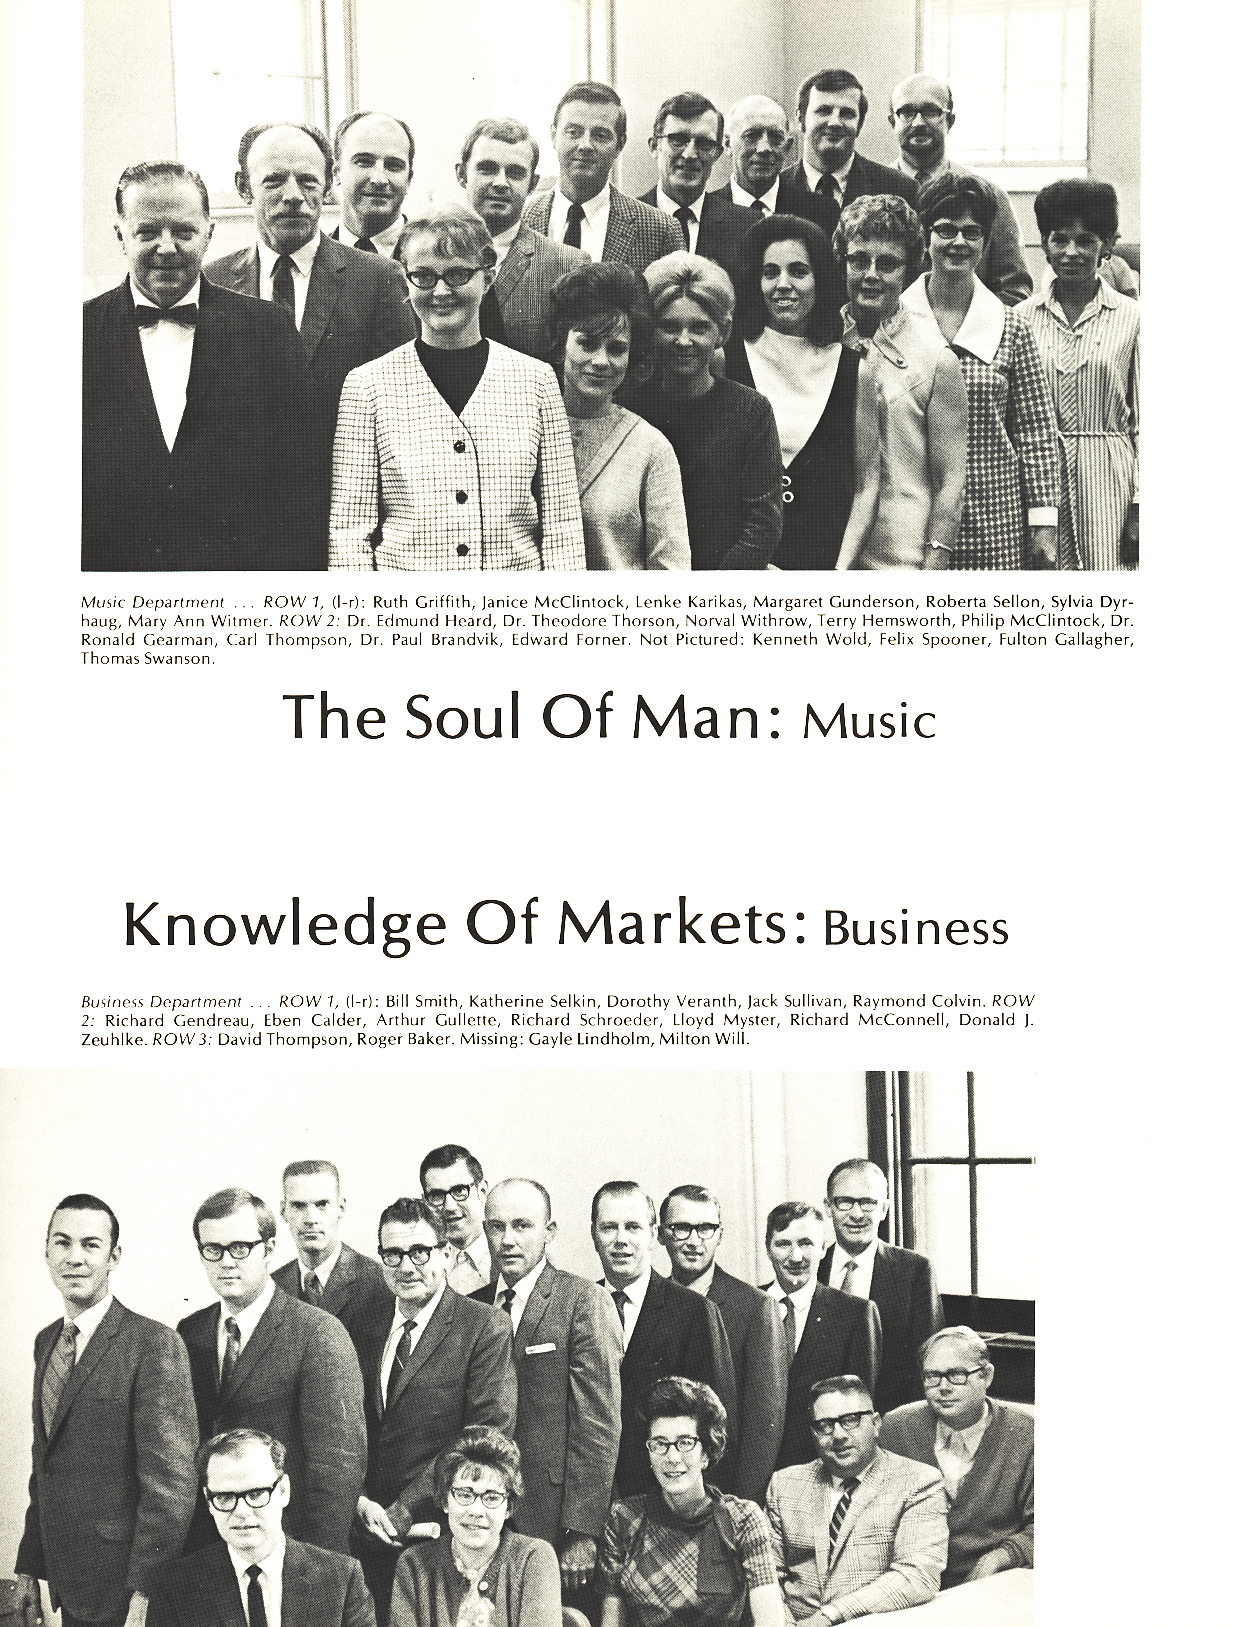 Music Department ... ROW 1, (l-r): Ruth Griffith, Janice McClintock, Lenke Karikas, Margaret Gunderson, Roberta Sellon, Sylvia Dyr-
haug, Mary Ann Witmer. ROW 2: Dr. Edmund Heard, Dr. Theodore Thorson, Norval Withrow, Terry Hemsworth, Philip McClintock, Dr.
Ronald Gearman, Carl Thompson, Dr. Paul Brandvik, Edward Forner. Not Pictured: Kenneth Wold, Felix Spooner, Fulton Gallagher,
Thomas Swanson.
The Soul Of Man: Music
Knowledge Of Markets: Business
Business Department ... ROW 1, (l-r): Bill Smith, Katherine Selkin, Dorothy Veranth, Jack Sullivan, Raymond Colvin. ROW
2: Richard Gendreau, Eben Calder, Arthur Gullette, Richard Schroeder, Lloyd Myster, Richard McConnell, Donald J.
Zeuhlke. ROW 3: David Thompson, Roger Baker. Missing: Gayle Lindholm, Milton Will.